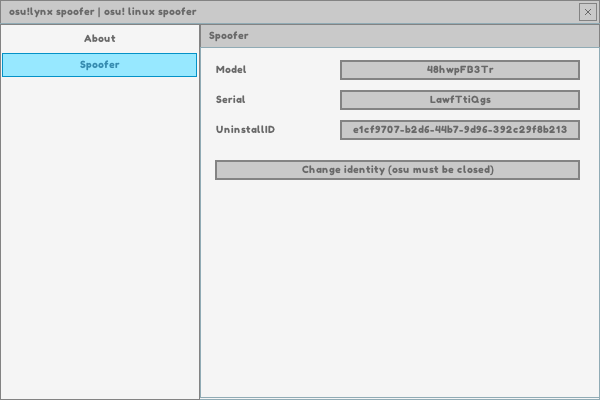 osu!lynx spoofer | osu! linux spoofer
About
Spoofer
Spoofer
Model 48hwpFB3Tr
Serial LawfTtiQgs
UninstallID e1cf9707-b2d6-44b7-9d96-392c29f8b213
Change identity (osu must be closed)